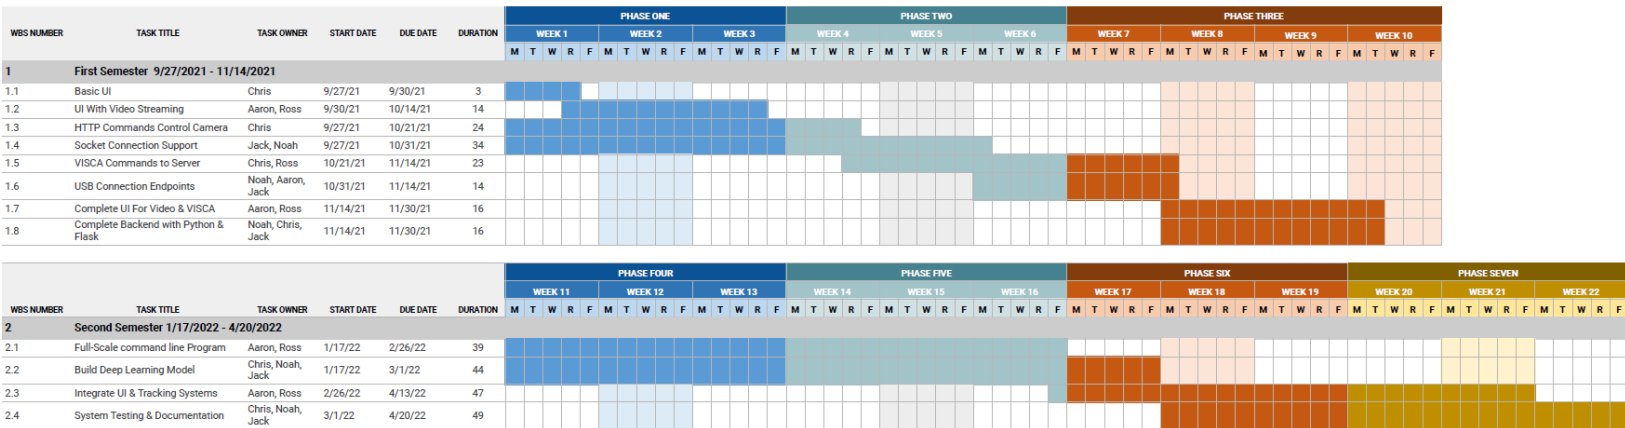 PHASE ONE PHASE TWO PHASE THREE
WBS NUMBER TASK TITLE TASK OWNER START DATE DUE DATE DURATION WEEK 1 WEEK 2 WEEK 3 WEEK 4 WEEK 5 WEEK 6 WEEK 7 WEEK 8 WEEK 9 WEEK 10
M T W R F M T W R F M T W R F M T W R F M T W R F M T W R F M T W R F M T W R F M T W R F M T W R F
1 First Semester 9/27/2021 - 11/14/2021
1.1 Basic UI Chris 9/27/21 9/30/21 3
1.2 UI With Video Streaming Aaron, Ross 9/30/21 10/14/21 14
1.3 HTTP Commands Control Camera Chris 9/27/21 10/21/21 24
1.4 Socket Connection Support Jack, Noah 9/27/21 10/31/21 34
1.5 VISCA Commands to Server Chris, Ross 10/21/21 11/14/21 23
1.6 USB Connection Endpoints Noah, Aaron, Jack 10/31/21 11/14/21 14
1.7 Complete UI For Video & VISCA Aaron, Ross 11/14/21 11/30/21 16
1.8 Complete Backend with Python & Flask Noah, Chris, Jack 11/14/21 11/30/21 16
PHASE FOUR PHASE FIVE PHASE SIX PHASE SEVEN
WBS NUMBER TASK TITLE TASK OWNER START DATE DUE DATE DURATION WEEK 11 WEEK 12 WEEK 13 WEEK 14 WEEK 15 WEEK 16 WEEK 17 WEEK 18 WEEK 19 WEEK 20 WEEK 21 WEEK 22
M T W R F M T W R F M T W R F M T W R F M T W R F M T W R F M T W R F M T W R F M T W R F M T W R F M T W R F M T W R F
2 Second Semester 1/17/2022 - 4/20/2022
2.1 Full-Scale command line Program Aaron, Ross 1/17/22 2/26/22 39
2.2 Build Deep Learning Model Chris, Noah, Jack 1/17/22 3/1/22 44
2.3 Integrate UI & Tracking Systems Aaron, Ross 2/26/22 4/13/22 47
2.4 System Testing & Documentation Chris, Noah, Jack 3/1/22 4/20/22 49